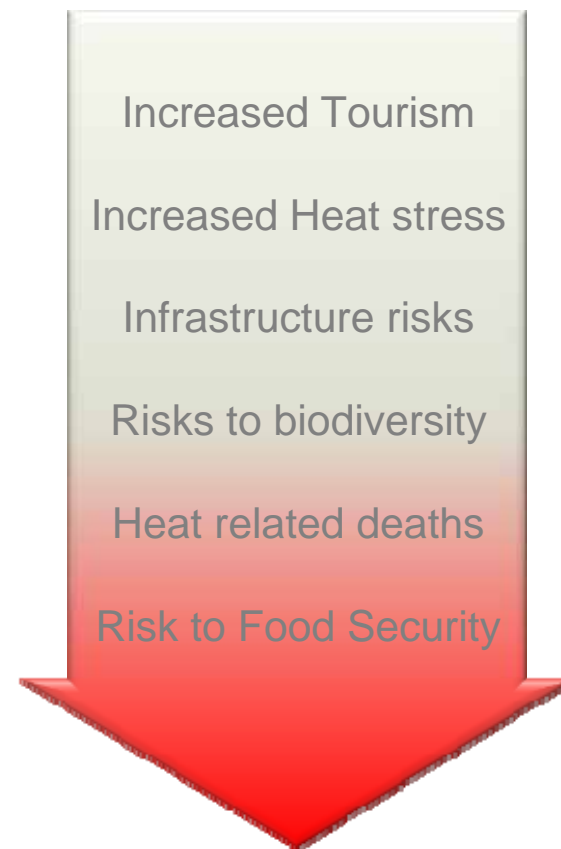 Increased Tourism
Increased Heat stress
Infrastructure risks
Risks to biodiversity
Heat related deaths
Risk to Food Security